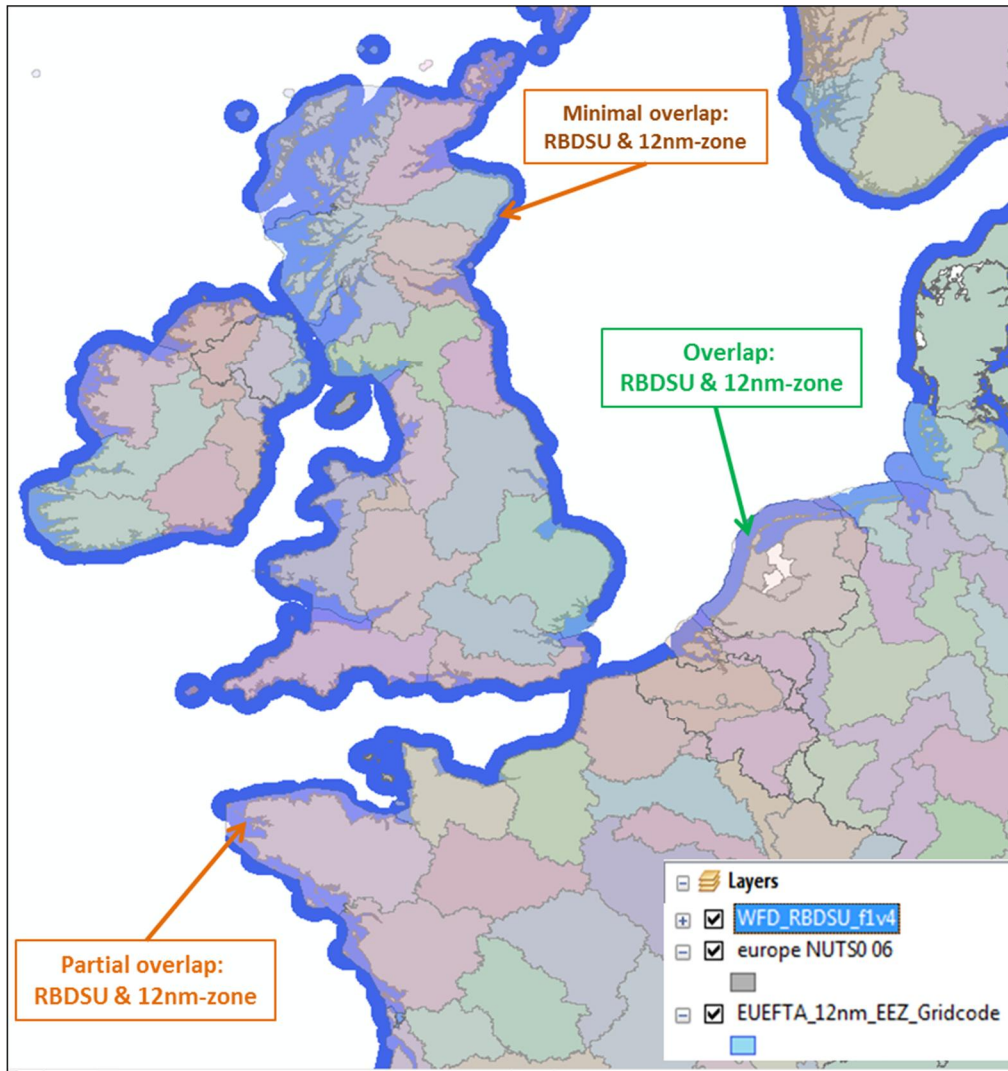 Minimal overlap:
RBDSU & 12nm-zone
Overlap:
RBDSU & 12nm-zone
Partial overlap:
RBDSU & 12nm-zone
Layers
WFD_RBDSU_f1v4
europe NUTS0 06
EUEFTA_12nm_EEZ_Gridcode